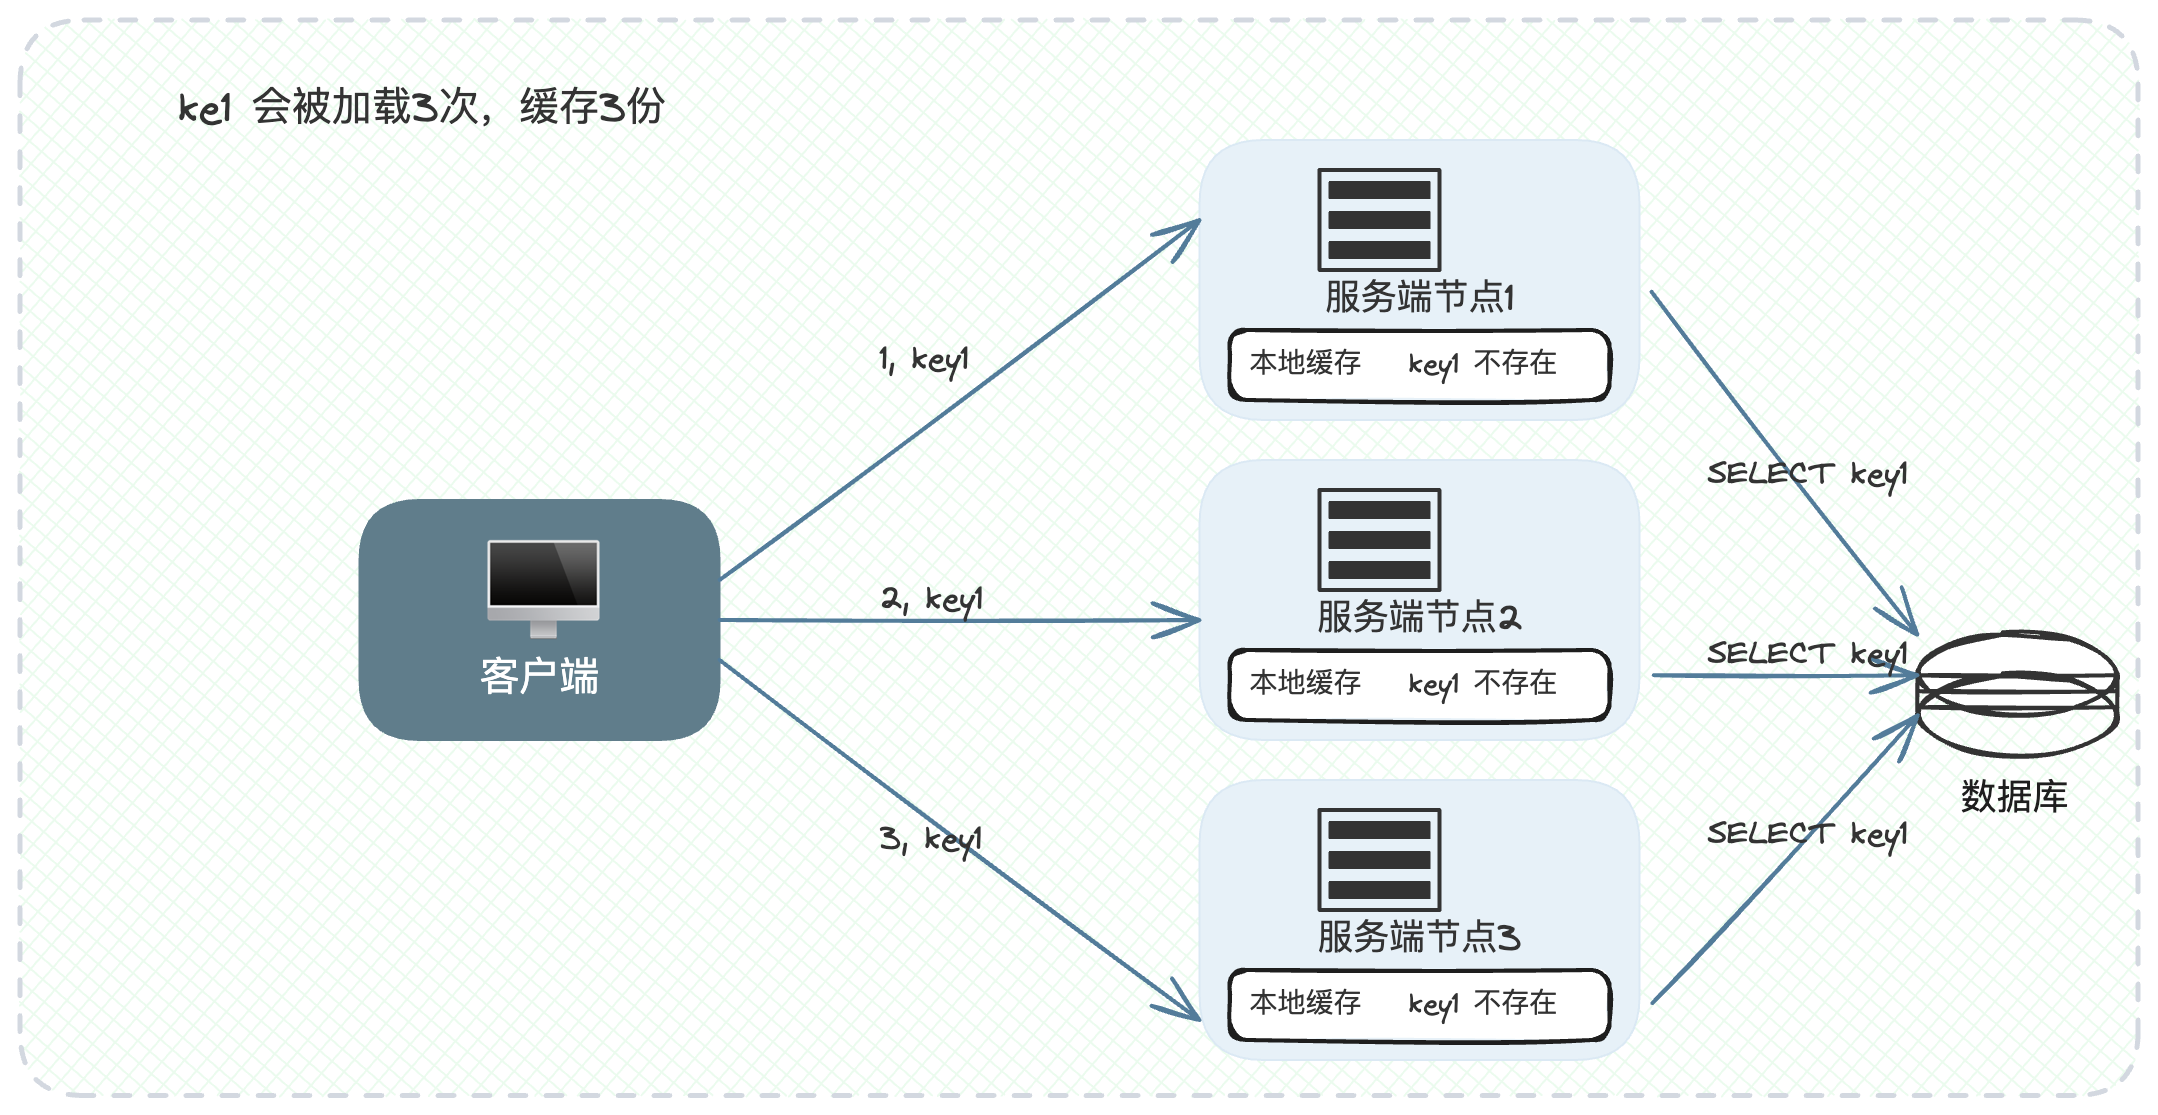 ke1 会被加载3次，缓存3份
服务端节点1
本地缓存 key1 不存在
1, key1
SELECT key1
服务端节点2
本地缓存 key1 不存在
2, key1
SELECT key1
客户端
数据库
3, key1
SELECT key1
服务端节点3
本地缓存 key1 不存在